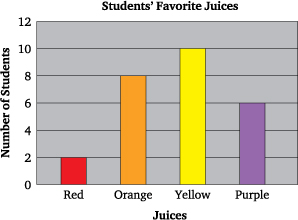 Students’ Favorite Juices
Number of Students
12
10
8
6
4
2
0
Red Orange Yellow Purple
Juices